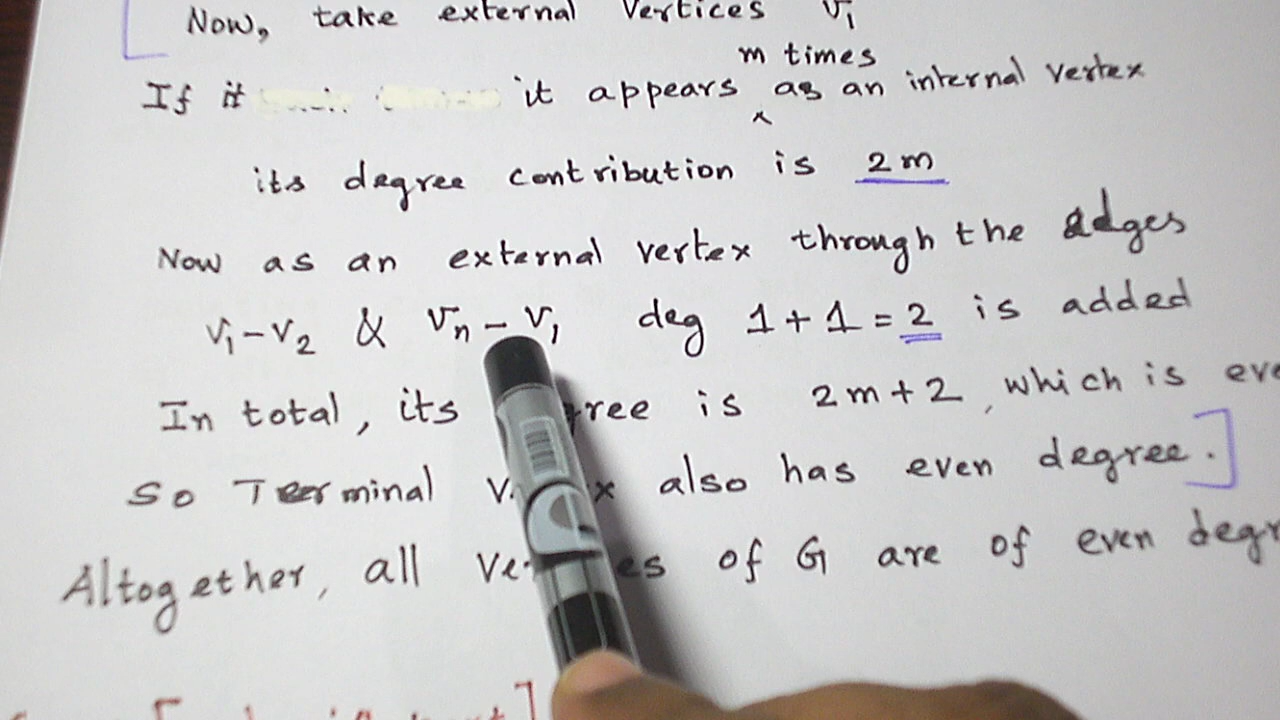 Now, take external vertices v1
m times
If it it appears ^ as an internal vertex
its degree contribution is 2m
Now as an external vertex through the edges
v1-v2 & vn-v1 deg 1+1=2 is added
In total, its is 2m+2, which is
So Terminal also has even degree.]
Altogether, all of G are of even